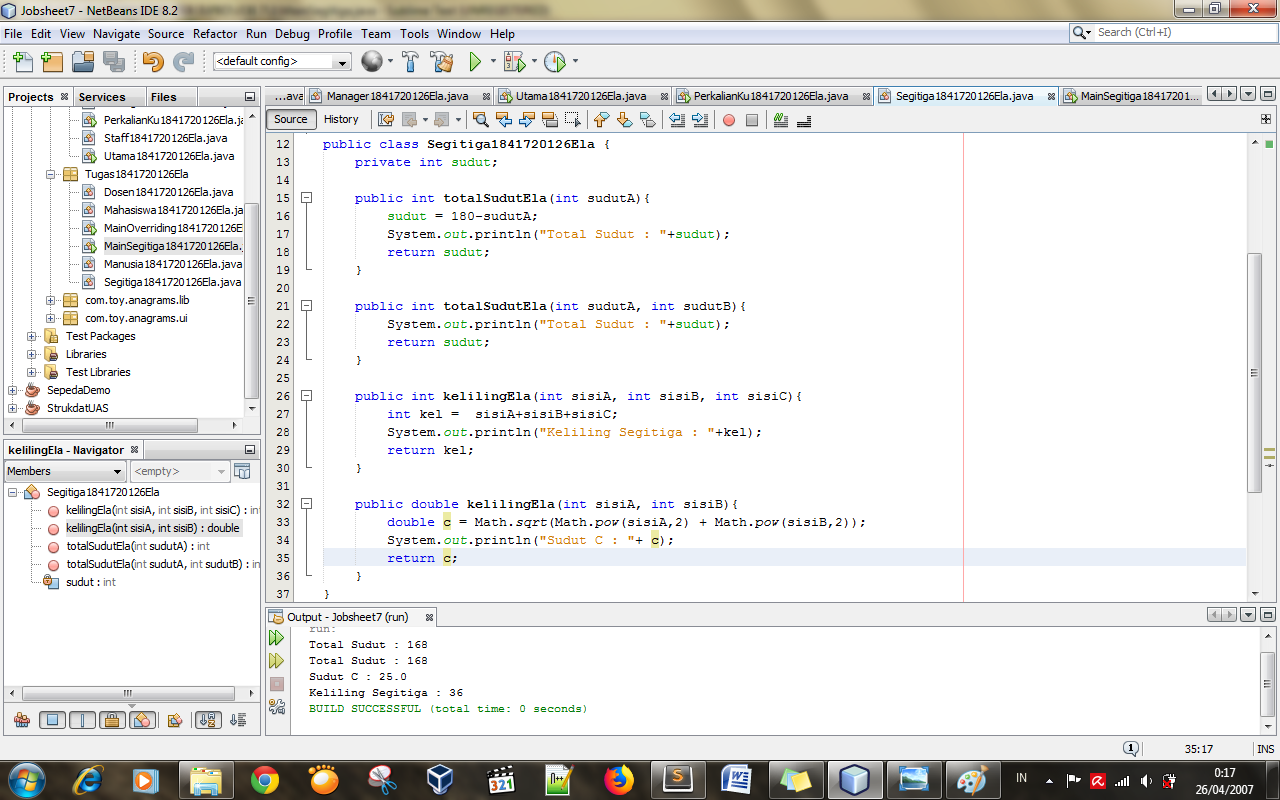 Jobsheet7 - NetBeans IDE 8.2
File Edit View Navigate Source Refactor Run Debug Profile Team Tools Window Help
Search (Ctrl+I)
<default config>
Projects Services Files
PerkalianKu1841720126Ela.ja
Staff1841720126Ela.java
Utama1841720126Ela.java
Tugas1841720126Ela
Dosen1841720126Ela.java
Mahasiswa1841720126Ela.ja
MainOverriding1841720126E
MainSegitiga1841720126Ela.
Manusia1841720126Ela.java
Segitiga1841720126Ela.java
com.toy.anagrams.lib
com.toy.anagrams.ui
Test Packages
Libraries
Test Libraries
SepedaDemo
StrukdatUAS
kelilingEla - Navigator
Members <empty>
Segitiga1841720126Ela
kelilingEla(int sisiA, int sisiB, int sisiC) : in
kelilingEla(int sisiA, int sisiB) : double
totalSudutEla(int sudutA) : int
totalSudutEla(int sudutA, int sudutB) : in
sudut : int
...ava Manager1841720126Ela.java Utama1841720126Ela.java PerkalianKu1841720126Ela.java Segitiga1841720126Ela.java MainSegitiga18417201...
Source History
12 public class Segitiga1841720126Ela {
13 private int sudut;
14
15 public int totalSudutEla(int sudutA){
16 sudut = 180-sudutA;
17 System.out.println("Total Sudut : "+sudut);
18 return sudut;
19 }
20
21 public int totalSudutEla(int sudutA, int sudutB){
22 System.out.println("Total Sudut : "+sudut);
23 return sudut;
24 }
25
26 public int kelilingEla(int sisiA, int sisiB, int sisiC){
27 int kel =  sisiA+sisiB+sisiC;
28 System.out.println("Keliling Segitiga : "+kel);
29 return kel;
30 }
31
32 public double kelilingEla(int sisiA, int sisiB){
33 double c = Math.sqrt(Math.pow(sisiA,2) + Math.pow(sisiB,2));
34 System.out.println("Sudut C : "+ c);
35 return c;
36 }
37 }
Output - Jobsheet7 (run)
run:
Total Sudut : 168
Total Sudut : 168
Sudut C : 25.0
Keliling Segitiga : 36
BUILD SUCCESSFUL (total time: 0 seconds)
1 35:17 INS
321
IN
0:17
26/04/2007